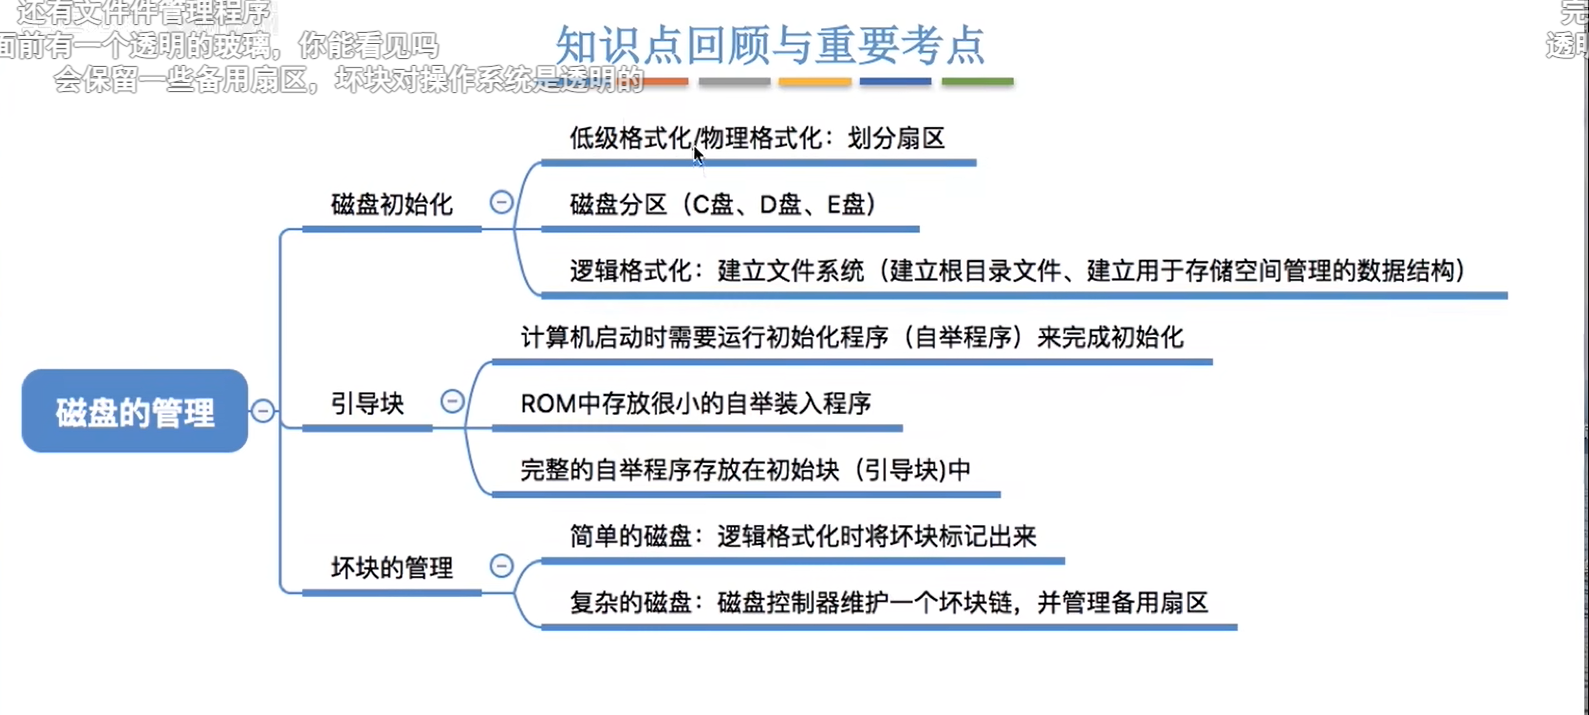 还有文件件管理程序
面前有一个透明的玻璃，你能看见吗
会保留一些备用扇区，坏块对操作系统是透明的
完
透明
知识点回顾与重要考点
低级格式化/物理格式化：划分扇区
磁盘初始化
磁盘分区（C盘、D盘、E盘）
逻辑格式化：建立文件系统（建立根目录文件、建立用于存储空间管理的数据结构）
计算机启动时需要运行初始化程序（自举程序）来完成初始化
磁盘的管理
引导块
ROM中存放很小的自举装入程序
完整的自举程序存放在初始块（引导块)中
简单的磁盘：逻辑格式化时将坏块标记出来
坏块的管理
复杂的磁盘：磁盘控制器维护一个坏块链，并管理备用扇区